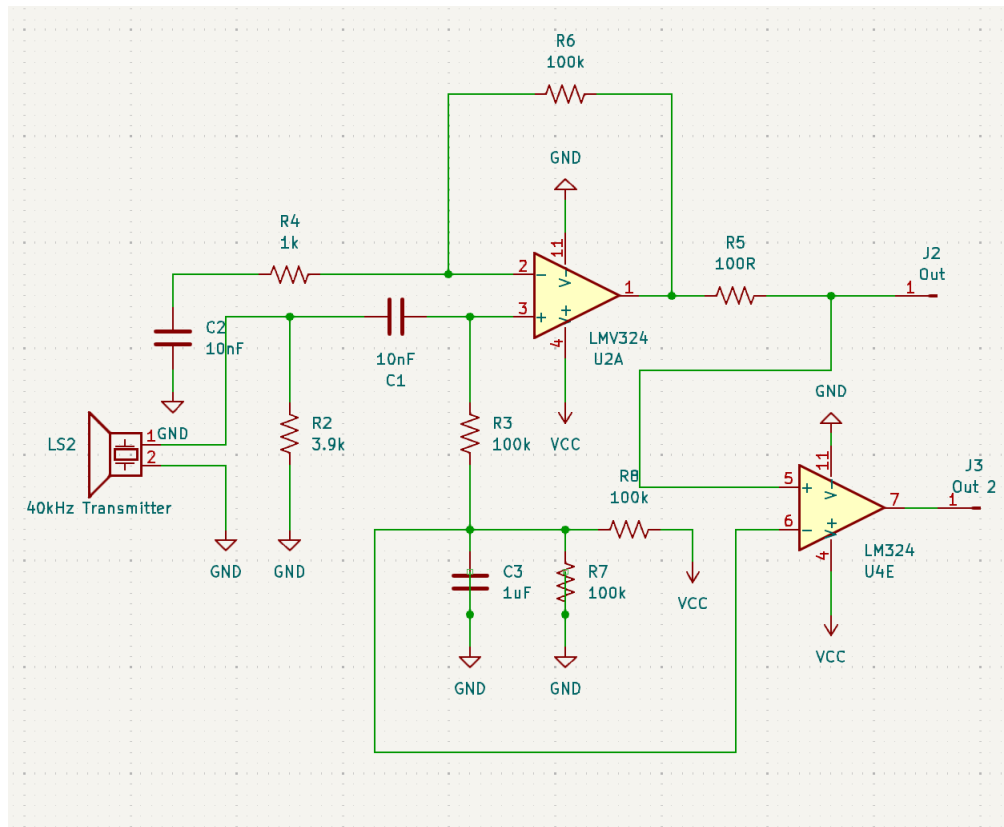 R6
100k
GND
11
V-
R4
1k
2
−
3
+
V+
4
1
LMV324
U2A
R5
100R
J2
Out
1
C2
10nF
GND
10nF
C1
VCC
LS2
1
2
40kHz Transmitter
GND
R2
3.9k
GND
R3
100k
R8
100k
VCC
C3
1uF
GND
R7
100k
GND
GND
11
V-
5
+
6
−
V+
4
7
LM324
U4E
J3
Out 2
1
VCC